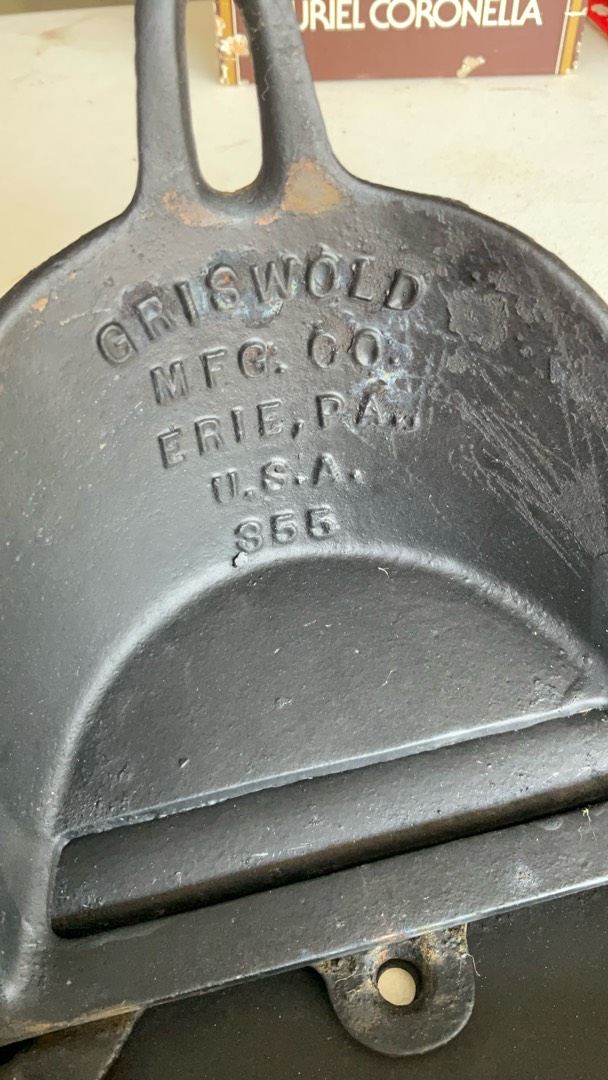 URIEL CORONELLA
GRISWOLD
MFG. CO.
ERIE, PA.,
U.S.A.
355